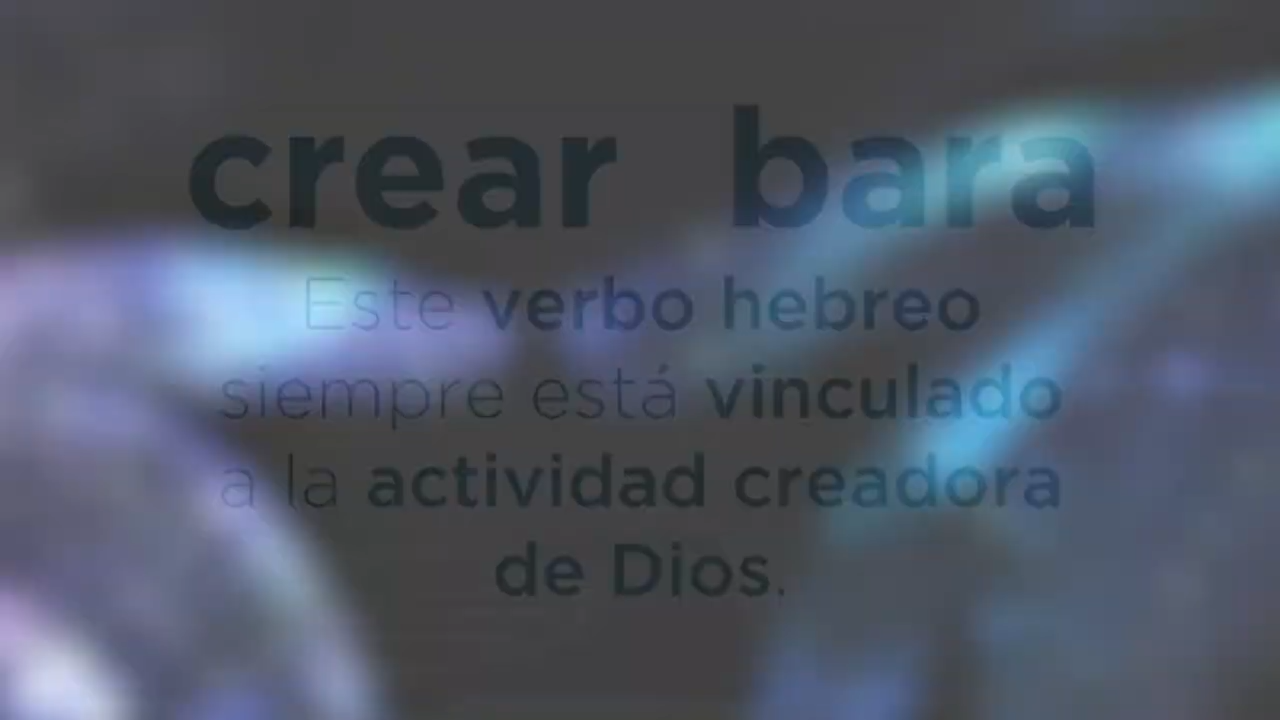 crear bara
Este verbo hebreo
siempre está vinculado
a la actividad creadora
de Dios.